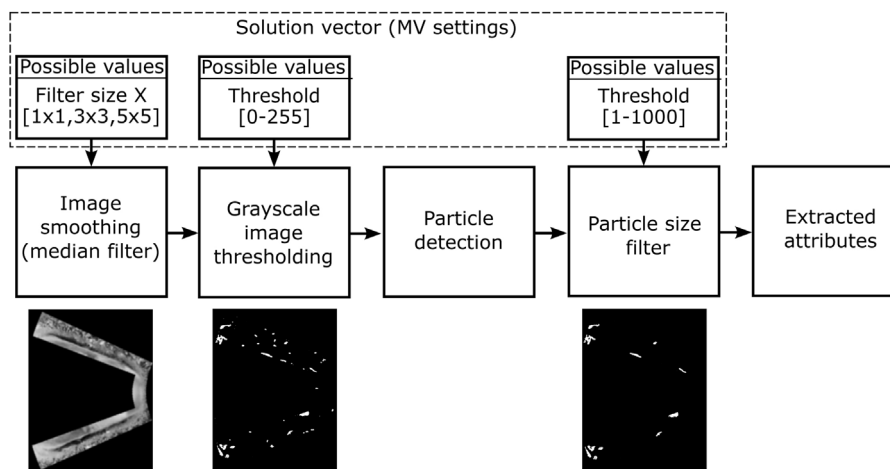 Solution vector (MV settings)
Possible values
Filter size X
[1x1,3x3,5x5]
Possible values
Threshold
[0-255]
Possible values
Threshold
[1-1000]
Image
smoothing
(median filter)
Grayscale
image
thresholding
Particle
detection
Particle size
filter
Extracted
attributes